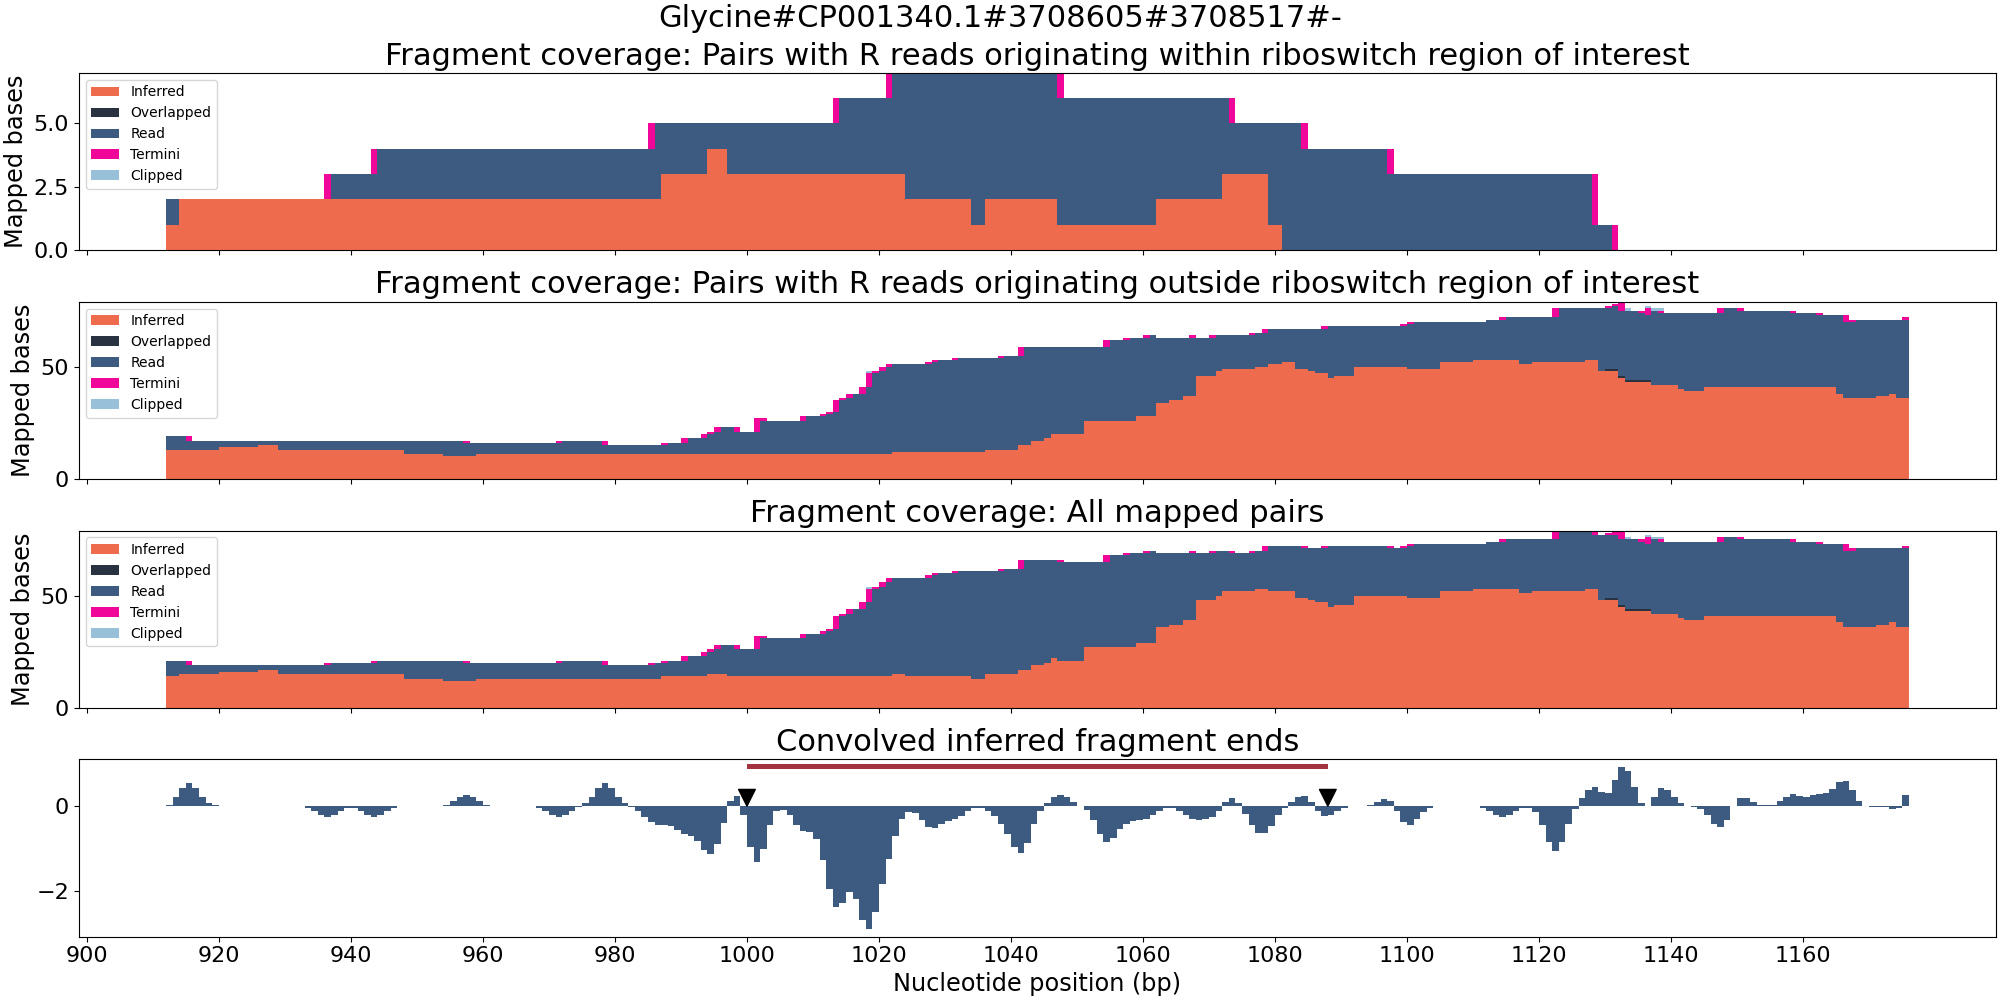 Glycine#CP001340.1#3708605#3708517#-
Fragment coverage: Pairs with R reads originating within riboswitch region of interest
Mapped bases
5.0
2.5
0.0
Inferred
Overlapped
Read
Termini
Clipped
Fragment coverage: Pairs with R reads originating outside riboswitch region of interest
Mapped bases
50
0
Inferred
Overlapped
Read
Termini
Clipped
Fragment coverage: All mapped pairs
Mapped bases
50
0
Inferred
Overlapped
Read
Termini
Clipped
Convolved inferred fragment ends
0
−2
900 920 940 960 980 1000 1020 1040 1060 1080 1100 1120 1140 1160
Nucleotide position (bp)